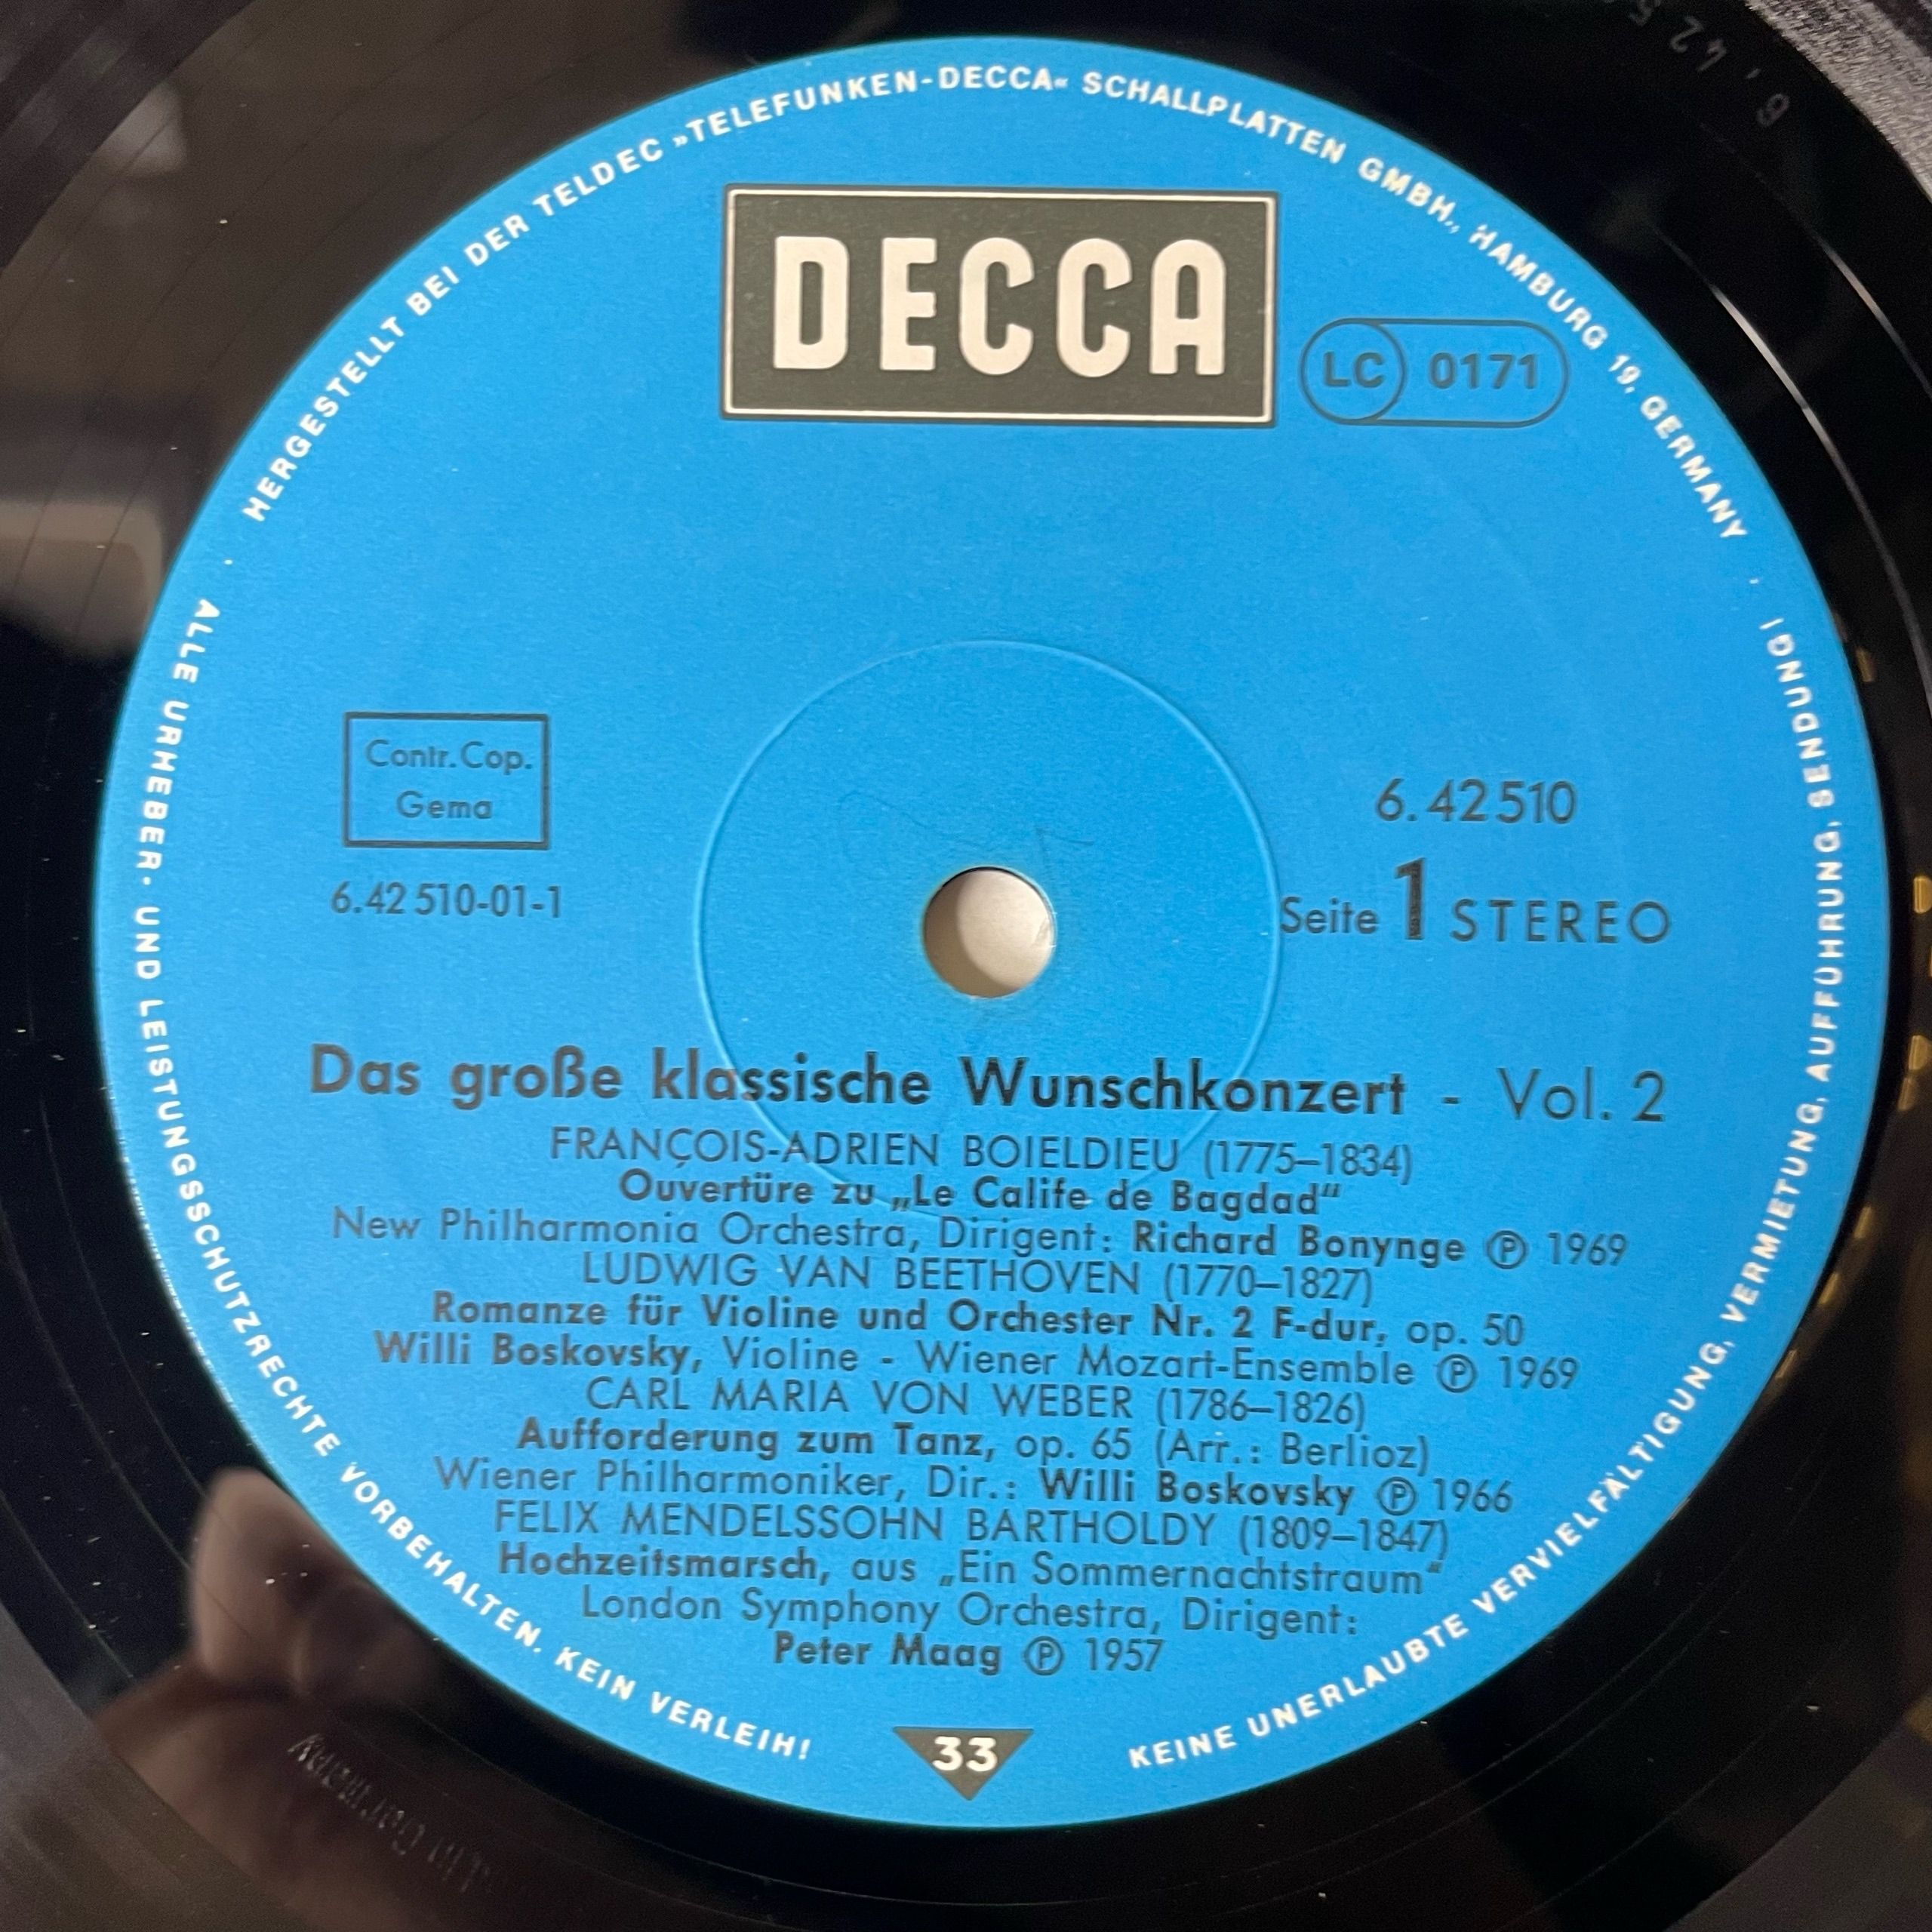 HERGESTELLT BEI DER TELDEC »TELEFUNKEN-DECCA« SCHALLPLATTEN GMBH., HAMBURG 19, GERMANY
DECCA
LC 0171
Contr. Cop.
Gema
6.42 510-01-1
6.42510
Seite 1 STEREO
Das große klassische Wunschkonzert - Vol. 2
FRANÇOIS-ADRIEN BOIELDIEU (1775–1834)
Ouvertüre zu „Le Calife de Bagdad“
New Philharmonia Orchestra, Dirigent: Richard Bonynge Ⓟ 1969
LUDWIG VAN BEETHOVEN (1770–1827)
Romanze für Violine und Orchester Nr. 2 F-dur, op. 50
Willi Boskovsky, Violine - Wiener Mozart-Ensemble Ⓟ 1969
CARL MARIA VON WEBER (1786–1826)
Aufforderung zum Tanz, op. 65 (Arr.: Berlioz)
Wiener Philharmoniker, Dir.: Willi Boskovsky Ⓟ 1966
FELIX MENDELSSOHN BARTHOLDY (1809–1847)
Hochzeitsmarsch, aus „Ein Sommernachtstraum“
London Symphony Orchestra, Dirigent:
Peter Maag Ⓟ 1957
33
ALLE URHEBER- UND LEISTUNGSSCHUTZRECHTE VORBEHALTEN. KEIN VERLEIH!
KEINE UNERLAUBTE VERVIELFÄLTIGUNG, VERMIETUNG, AUFFÜHRUNG, SENDUNG!
6.425
in Germany